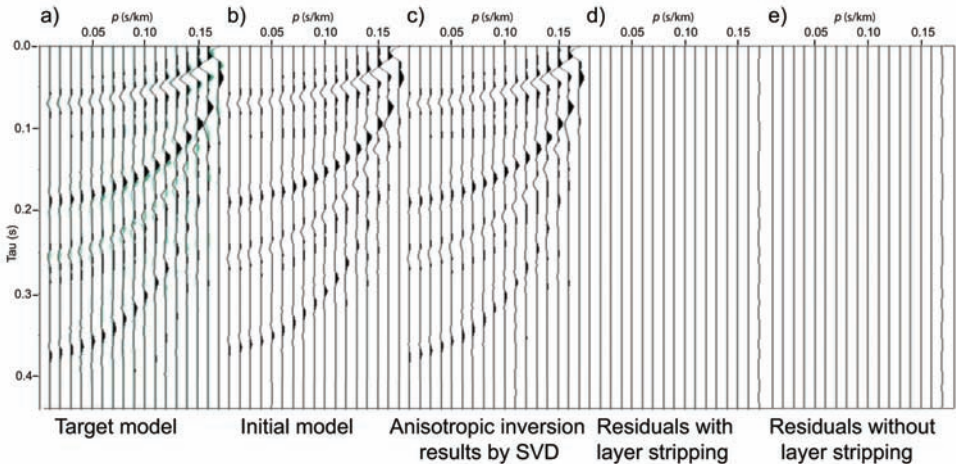 a) p (s/km) b) p (s/km) c) p (s/km) d) p (s/km) e) p (s/km)
0.05 0.10 0.15 0.05 0.10 0.15 0.05 0.10 0.15 0.05 0.10 0.15 0.05 0.10 0.15
0.0
0.1
0.2
Tau (s)
0.3
0.4
Target model
Initial model
Anisotropic inversion
results by SVD
Residuals with
layer stripping
Residuals without
layer stripping